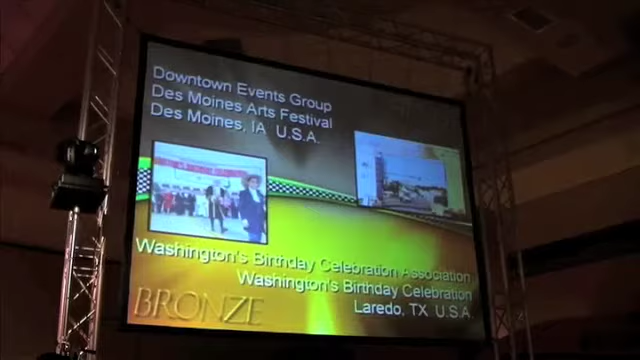 Downtown Events Group
Des Moines Arts Festival
Des Moines, IA U.S.A.
Washington's Birthday Celebration Association
Washington's Birthday Celebration
Laredo, TX U.S.A.
BRONZE